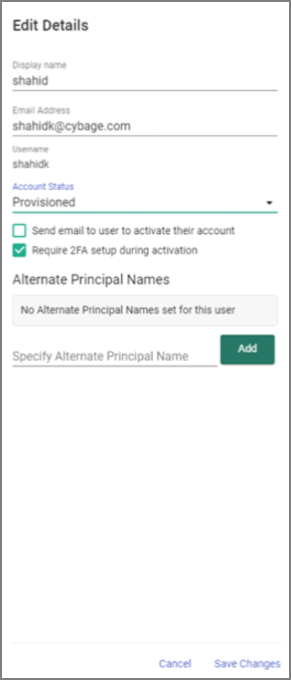 Edit Details
Display name
shahid
Email Address
shahidk@cybage.com
Username
shahidk
Account Status
Provisioned
Send email to user to activate their account
Require 2FA setup during activation
Alternate Principal Names
No Alternate Principal Names set for this user
Specify Alternate Principal Name
Add
Cancel
Save Changes